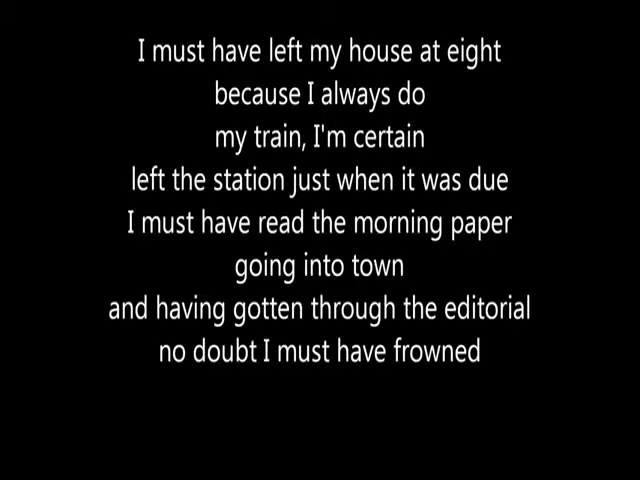 I must have left my house at eight
because I always do
my train, I'm certain
left the station just when it was due
I must have read the morning paper
going into town
and having gotten through the editorial
no doubt I must have frowned